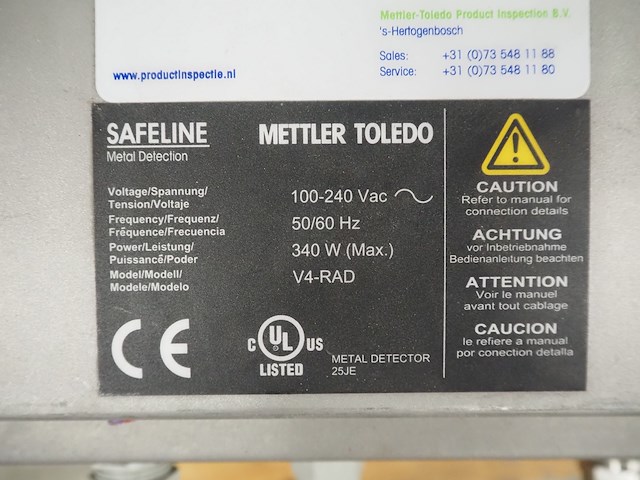 Mettler-Toledo Product Inspection B.V.
's-Hertogenbosch
Sales: +31 (0)73 548 11 88
Service: +31 (0)73 548 11 80
www.productinspectie.nl
SAFELINE
Metal Detection
METTLER TOLEDO
Voltage/Spannung/
Tension/Voltaje
100-240 Vac
Frequency/Frequenz/
Fréquence/Frecuencia
50/60 Hz
Power/Leistung/
Puissancé/Poder
340 W (Max.)
Model/Modell/
Modele/Modelo
V4-RAD
CE
C UL US
LISTED
METAL DETECTOR
25JE
CAUTION
Refer to manual for
connection details
ACHTUNG
vor Inbetriebnahme
Bedienanleitung beachten
ATTENTION
Voir le manuel
avant tout cablage
CAUCION
le refiere a manual
por conection detalla